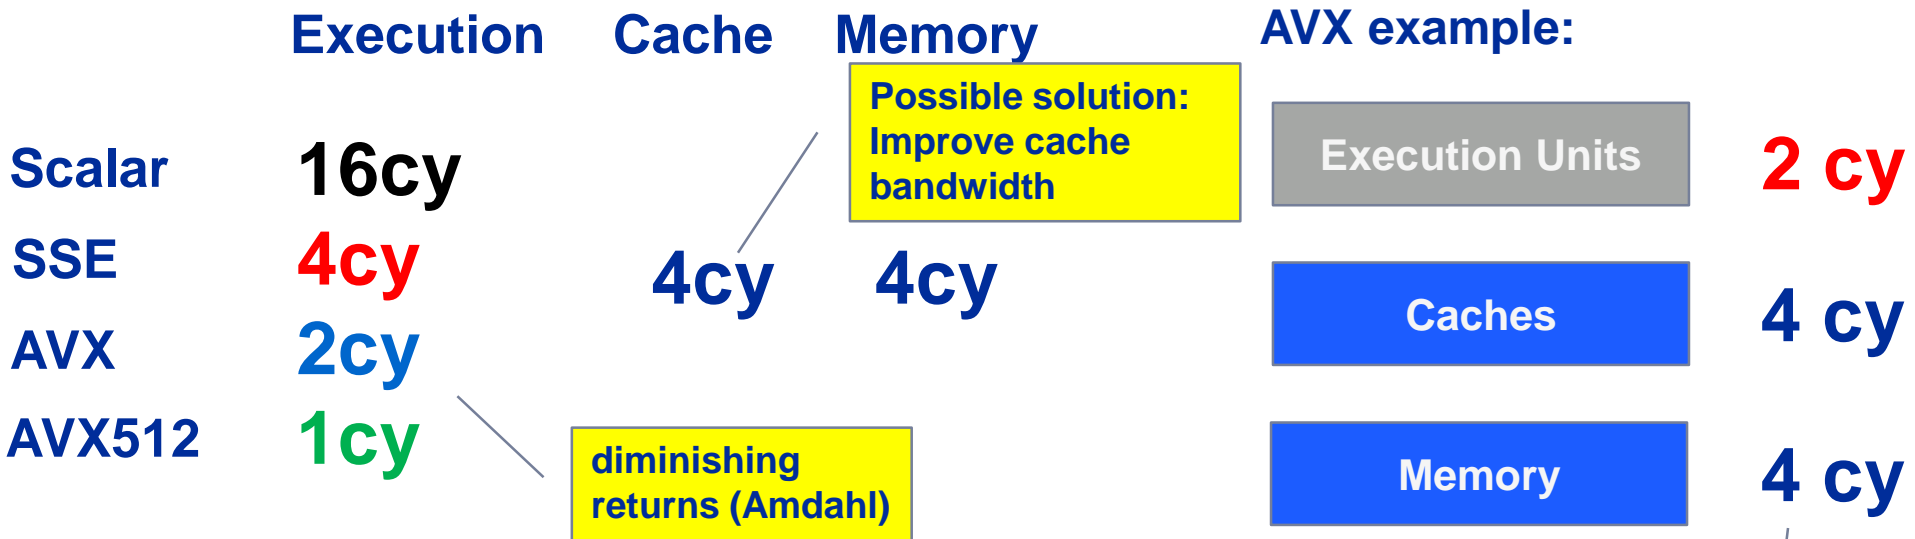 Execution Cache Memory
Possible solution:
Improve cache
bandwidth
Scalar 16cy
SSE 4cy 4cy 4cy
AVX 2cy
AVX512 1cy
diminishing
returns (Amdahl)
AVX example:
Execution Units 2 cy
Caches 4 cy
Memory 4 cy